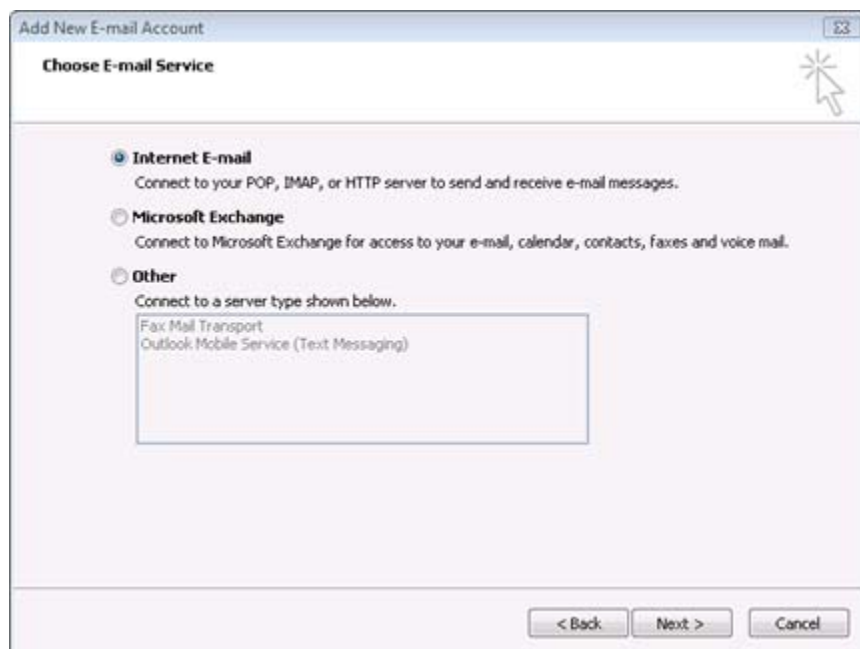 Add New E-mail Account
Choose E-mail Service
Internet E-mail
Connect to your POP, IMAP, or HTTP server to send and receive e-mail messages.
Microsoft Exchange
Connect to Microsoft Exchange for access to your e-mail, calendar, contacts, faxes and voice mail.
Other
Connect to a server type shown below.
Fax Mail Transport
Outlook Mobile Service (Text Messaging)
< Back Next > Cancel